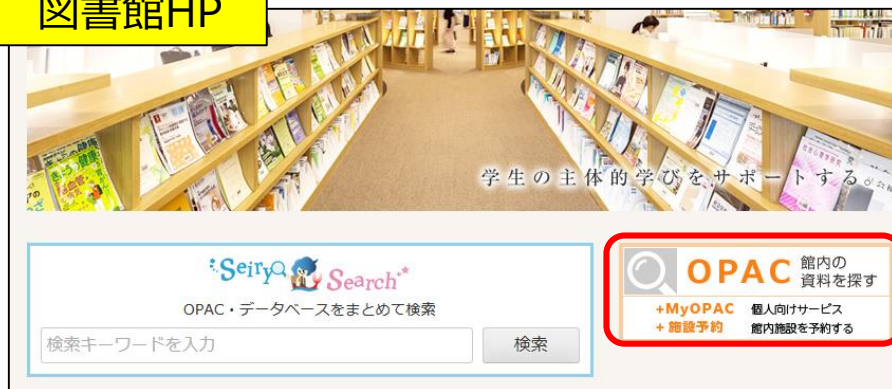 図書館HP
学生の主体的学びをサポートする
Seiryo Search
OPAC・データベースをまとめて検索
検索キーワードを入力
検索
OPAC 館内の
資料を探す
+MyOPAC 個人向けサービス
+施設予約 館内施設を予約する